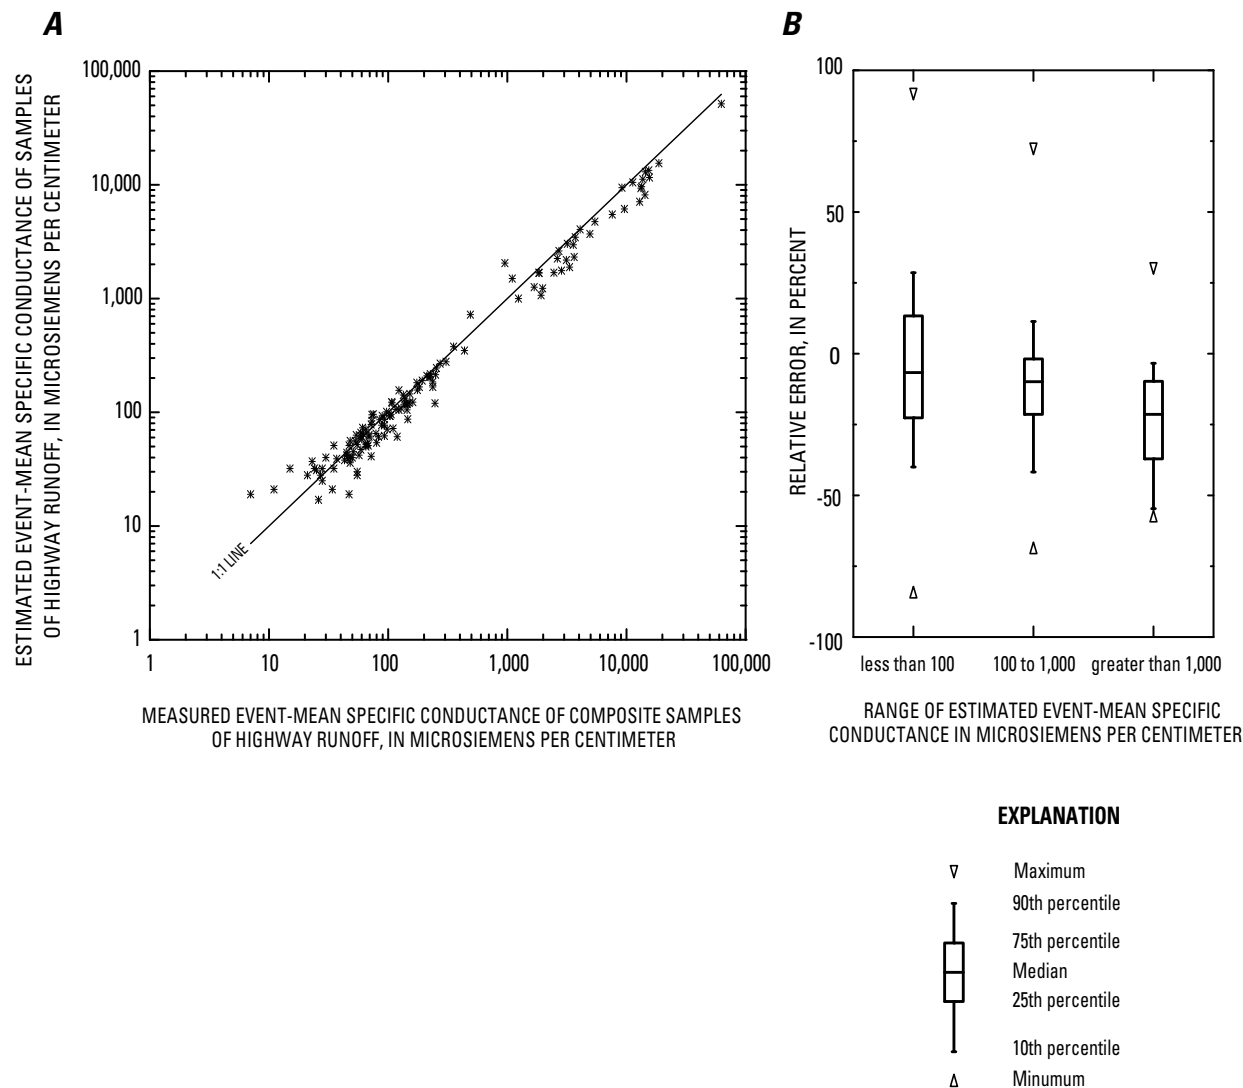 A
ESTIMATED EVENT-MEAN SPECIFIC CONDUCTANCE OF SAMPLES
OF HIGHWAY RUNOFF, IN MICROSIEMENS PER CENTIMETER
100,000
10,000
1,000
100
10
1
1:1 LINE
1
10
100
1,000
10,000
100,000
MEASURED EVENT-MEAN SPECIFIC CONDUCTANCE OF COMPOSITE SAMPLES
OF HIGHWAY RUNOFF, IN MICROSIEMENS PER CENTIMETER
B
RELATIVE ERROR, IN PERCENT
100
50
0
-50
-100
less than 100
100 to 1,000
greater than 1,000
RANGE OF ESTIMATED EVENT-MEAN SPECIFIC
CONDUCTANCE IN MICROSIEMENS PER CENTIMETER
EXPLANATION
Maximum
90th percentile
75th percentile
Median
25th percentile
10th percentile
Minumum